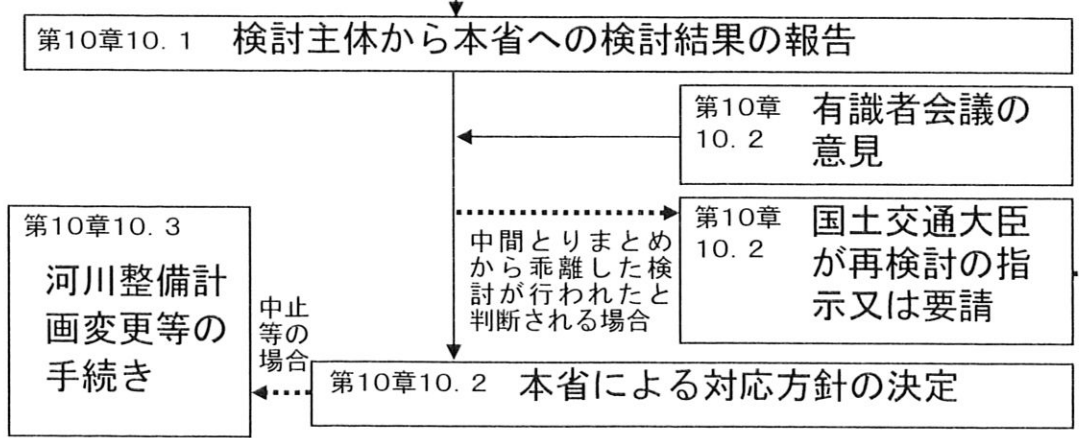 第10章10. 1 検討主体から本省への検討結果の報告
第10章
10. 2
有識者会議の
意見
第10章
10. 2
国土交通大臣
が再検討の指
示又は要請
中間とりまとめ
から乖離した検
討が行われたと
判断される場合
第10章10. 3
河川整備計
画変更等の
手続き
中止
等の
場合
第10章10. 2 本省による対応方針の決定